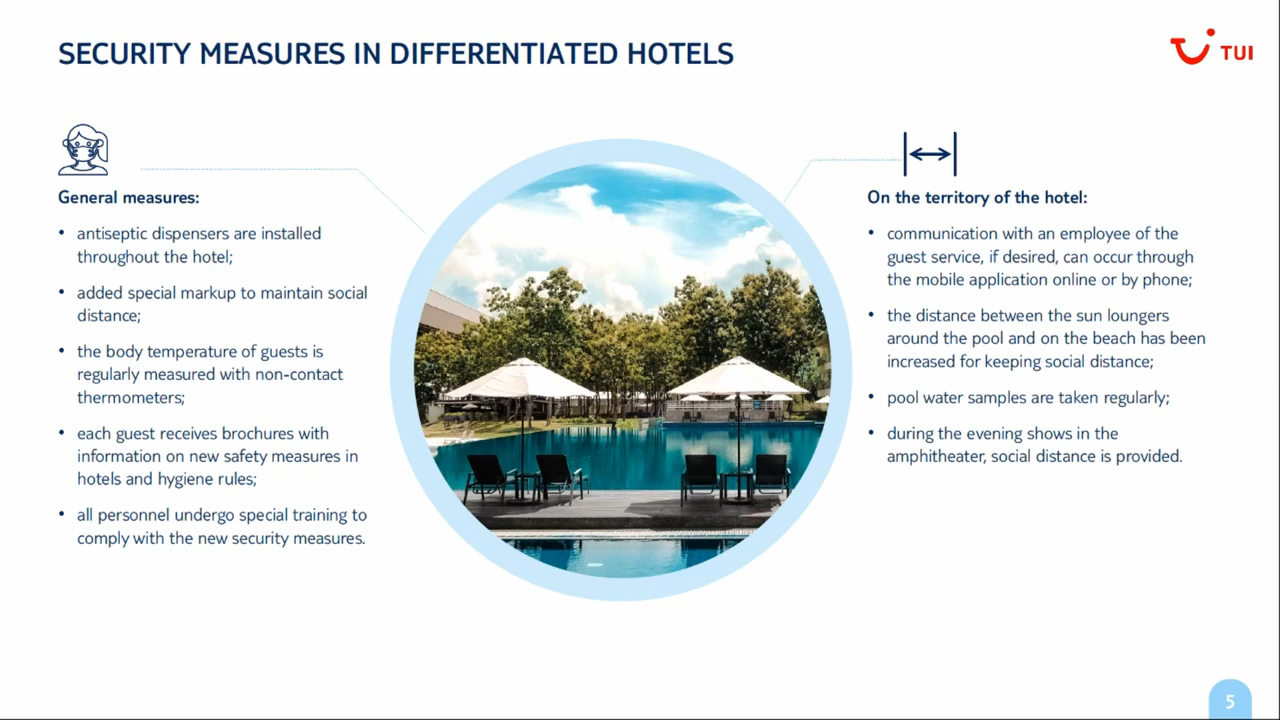 SECURITY MEASURES IN DIFFERENTIATED HOTELS
TUI
General measures:
• antiseptic dispensers are installed
throughout the hotel;
• added special markup to maintain social
distance;
• the body temperature of guests is
regularly measured with non-contact
thermometers;
• each guest receives brochures with
information on new safety measures in
hotels and hygiene rules;
• all personnel undergo special training to
comply with the new security measures.
On the territory of the hotel:
• communication with an employee of the
guest service, if desired, can occur through
the mobile application online or by phone;
• the distance between the sun loungers
around the pool and on the beach has been
increased for keeping social distance;
• pool water samples are taken regularly;
• during the evening shows in the
amphitheater, social distance is provided.
5